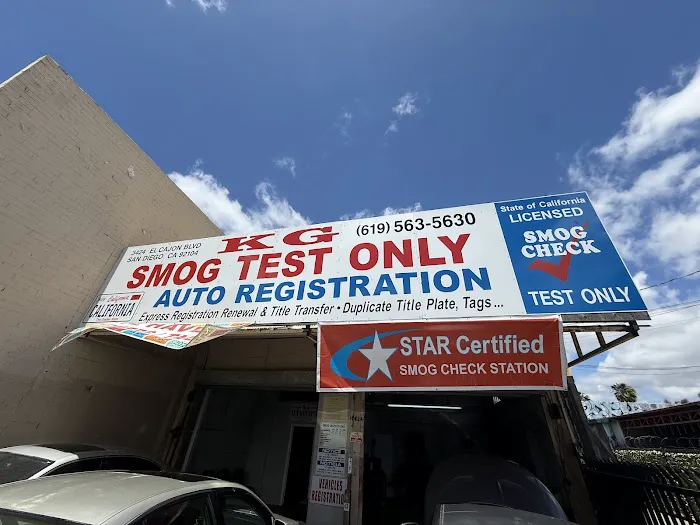 3424 EL CAJON BLVD
SAN DIEGO, CA 92104
KG
(619) 563-5630
SMOG TEST ONLY
AUTO REGISTRATION
Express Registration Renewal & Title Transfer • Duplicate Title Plate, Tags...
CALIFORNIA
State of California
LICENSED
SMOG
CHECK
TEST ONLY
STAR Certified
SMOG CHECK STATION
NOTICE
VEHICLES
REGISTRATION